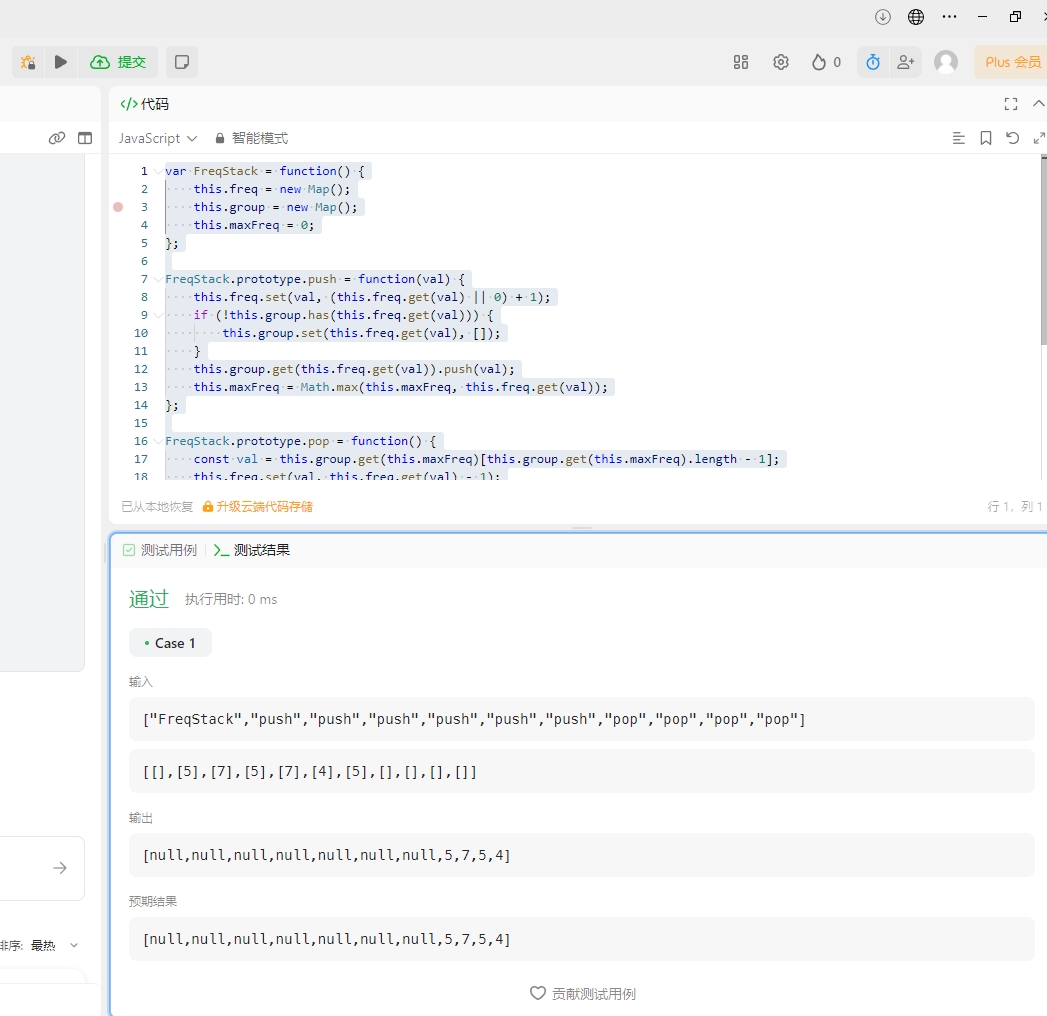 提交
0
Plus 会员
</> 代码
JavaScript 智能模式
1 var FreqStack = function() {
2 this.freq = new Map();
3 this.group = new Map();
4 this.maxFreq = 0;
5 };
6
7 FreqStack.prototype.push = function(val) {
8 this.freq.set(val, (this.freq.get(val) || 0) + 1);
9 if (!this.group.has(this.freq.get(val))) {
10 this.group.set(this.freq.get(val), []);
11 }
12 this.group.get(this.freq.get(val)).push(val);
13 this.maxFreq = Math.max(this.maxFreq, this.freq.get(val));
14 };
15
16 FreqStack.prototype.pop = function() {
17 const val = this.group.get(this.maxFreq)[this.group.get(this.maxFreq).length - 1];
18 this.freq.set(val, this.freq.get(val) - 1);
已从本地恢复 升级云端代码存储 行 1, 列 1
测试用例 测试结果
通过 执行用时: 0 ms
• Case 1
输入
["FreqStack","push","push","push","push","push","push","pop","pop","pop","pop"]
[[],[5],[7],[5],[7],[4],[5],[],[],[],[]]
输出
[null,null,null,null,null,null,null,5,7,5,4]
预期结果
[null,null,null,null,null,null,null,5,7,5,4]
贡献测试用例
排序: 最热